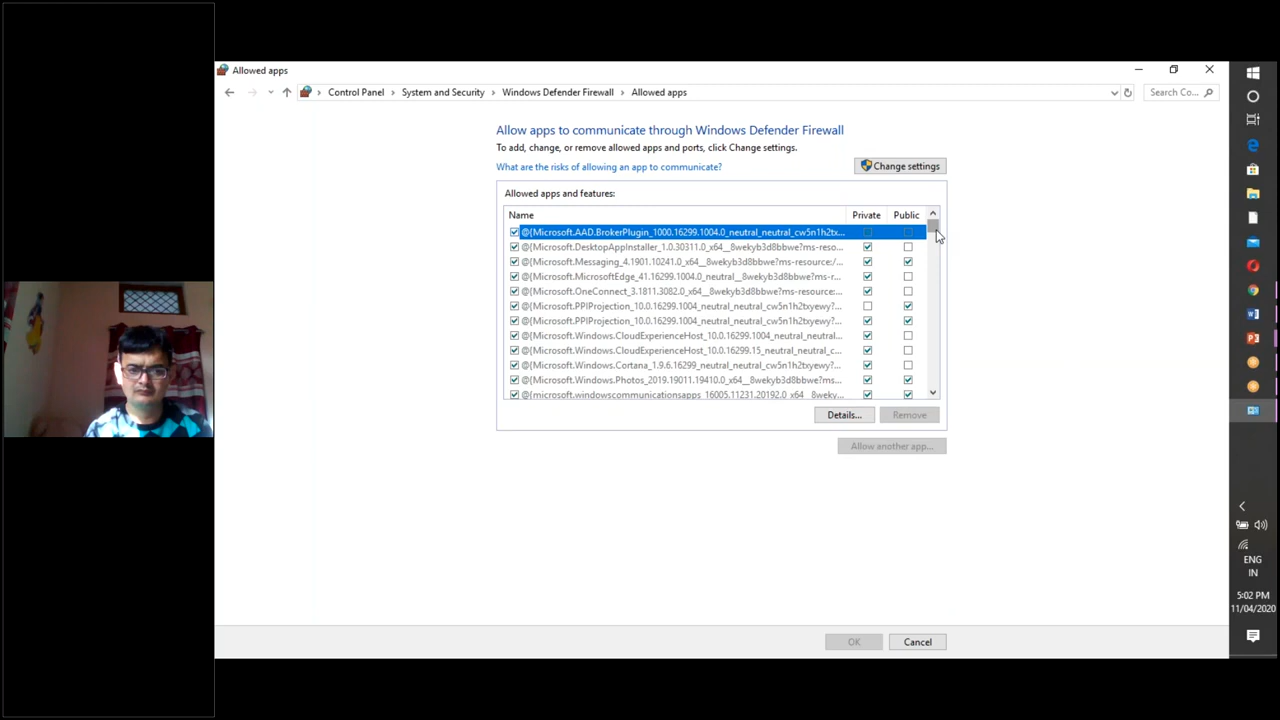 Allowed apps
Control Panel > System and Security > Windows Defender Firewall > Allowed apps
Search Co...
Allow apps to communicate through Windows Defender Firewall
To add, change, or remove allowed apps and ports, click Change settings.
What are the risks of allowing an app to communicate?
Change settings
Allowed apps and features:
Name Private Public
@{Microsoft.AAD.BrokerPlugin_1000.16299.1004.0_neutral_neutral_cw5n1h2tx...
@{Microsoft.DesktopAppInstaller_1.0.30311.0_x64__8wekyb3d8bbwe?ms-reso...
@{Microsoft.Messaging_4.1901.10241.0_x64__8wekyb3d8bbwe?ms-resource:/...
@{Microsoft.MicrosoftEdge_41.16299.1004.0_neutral__8wekyb3d8bbwe?ms-r...
@{Microsoft.OneConnect_3.1811.3082.0_x64__8wekyb3d8bbwe?ms-resource:...
@{Microsoft.PPIProjection_10.0.16299.1004_neutral_neutral_cw5n1h2txyewy?...
@{Microsoft.PPIProjection_10.0.16299.1004_neutral_neutral_cw5n1h2txyewy?...
@{Microsoft.Windows.CloudExperienceHost_10.0.16299.1004_neutral_neutral...
@{Microsoft.Windows.CloudExperienceHost_10.0.16299.15_neutral_neutral_c...
@{Microsoft.Windows.Cortana_1.9.6.16299_neutral_neutral_cw5n1h2txyewy?...
@{Microsoft.Windows.Photos_2019.19011.19410.0_x64__8wekyb3d8bbwe?ms...
@{microsoft.windowscommunicationsapps_16005.11231.20192.0_x64__8weky...
Details... Remove
Allow another app...
OK Cancel
ENG
IN
5:02 PM
11/04/2020